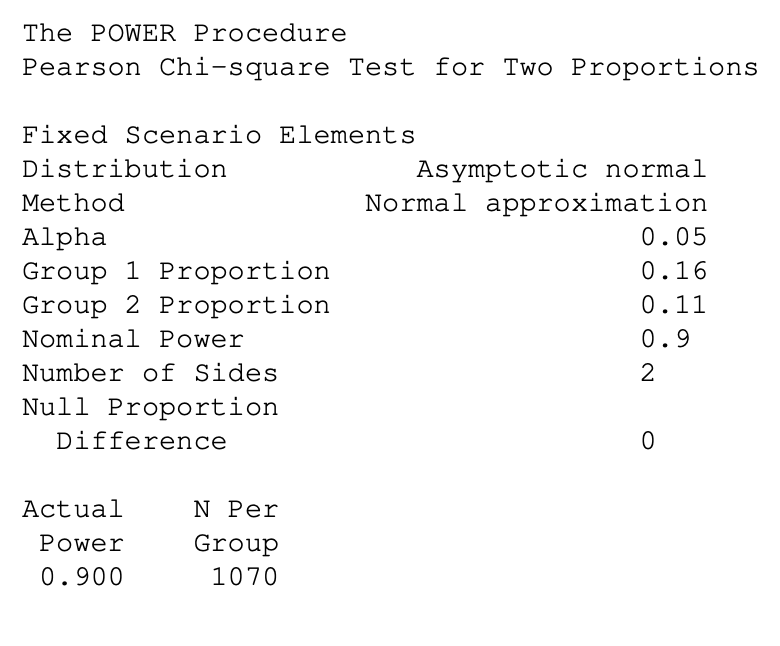 The POWER Procedure
Pearson Chi-square Test for Two Proportions
Fixed Scenario Elements
Distribution Asymptotic normal
Method Normal approximation
Alpha 0.05
Group 1 Proportion 0.16
Group 2 Proportion 0.11
Nominal Power 0.9
Number of Sides 2
Null Proportion
Difference 0
Actual N Per
Power Group
0.900 1070